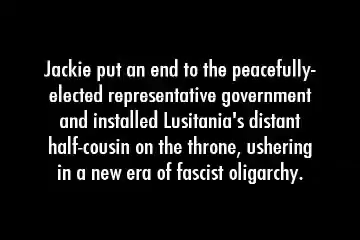 Jackie put an end to the peacefully-
elected representative government
and installed Lusitania's distant
half-cousin on the throne, ushering
in a new era of fascist oligarchy.